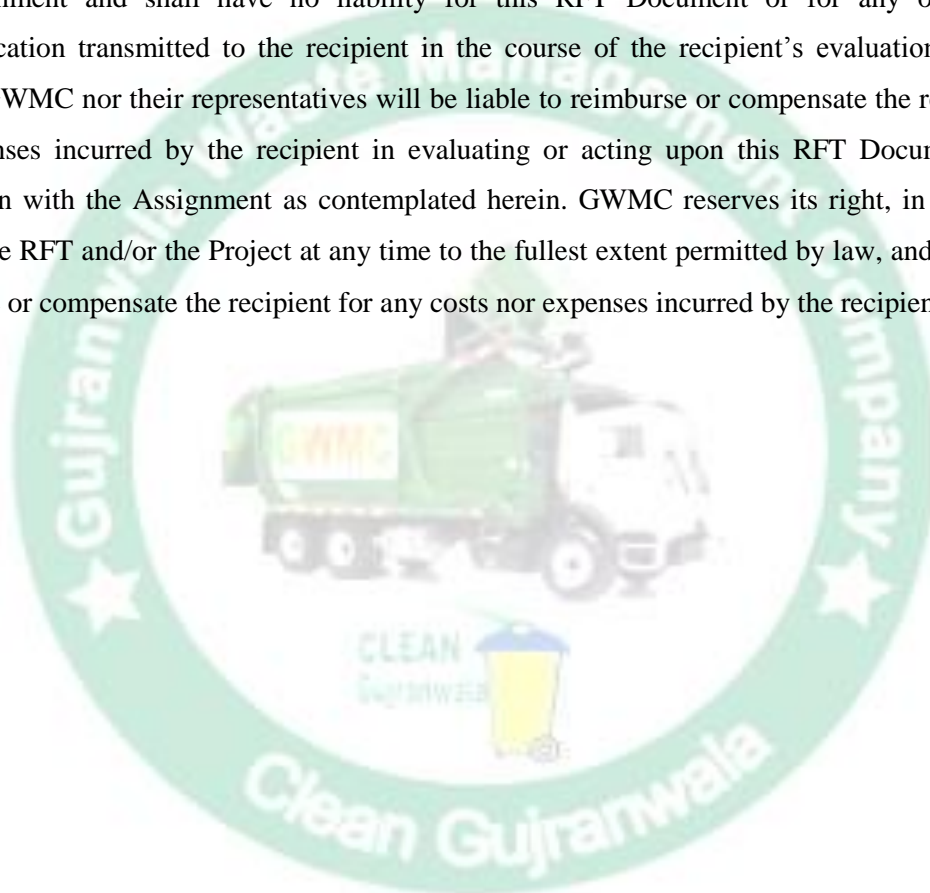 nment and shall have no liability for this RFT Document or for any o
cation transmitted to the recipient in the course of the recipient's evaluation
WMC nor their representatives will be liable to reimburse or compensate the r
nses incurred by the recipient in evaluating or acting upon this RFT Docum
n with the Assignment as contemplated herein. GWMC reserves its right, in
e RFT and/or the Project at any time to the fullest extent permitted by law, and
or compensate the recipient for any costs nor expenses incurred by the recipien
Gujranwala Waste Management Company
GWMC
CLEAN
Gujranwala
Clean Gujranwala